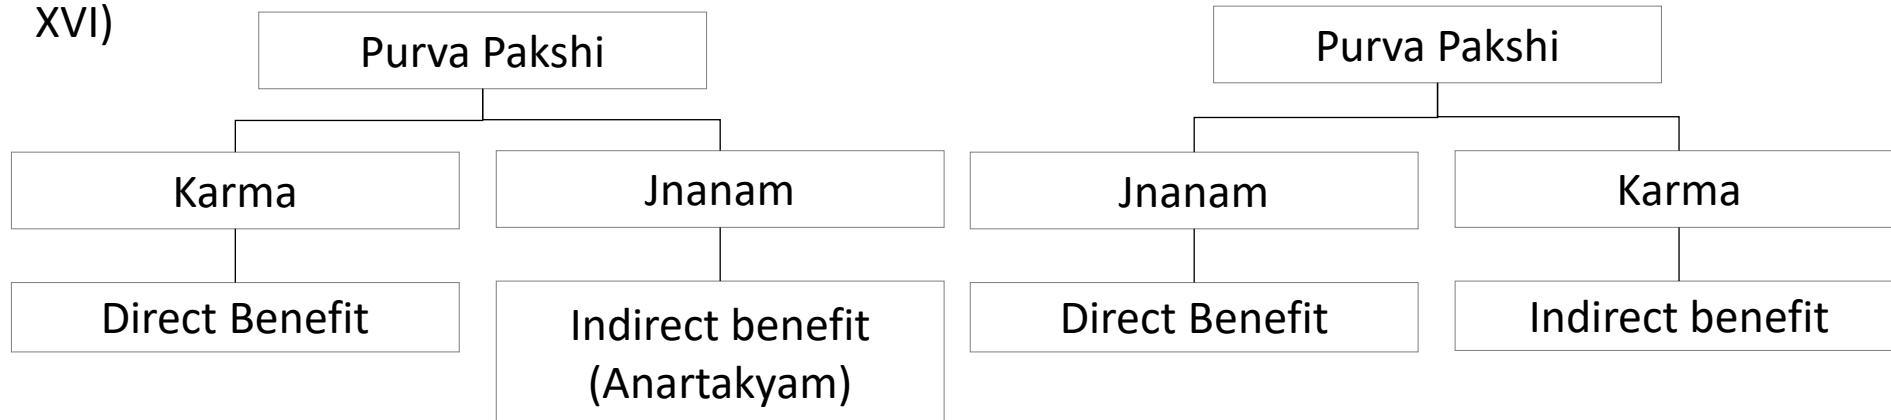 XVI)
Purva Pakshi
Karma
Jnanam
Direct Benefit
Indirect benefit
(Anartakyam)
Purva Pakshi
Jnanam
Karma
Direct Benefit
Indirect benefit